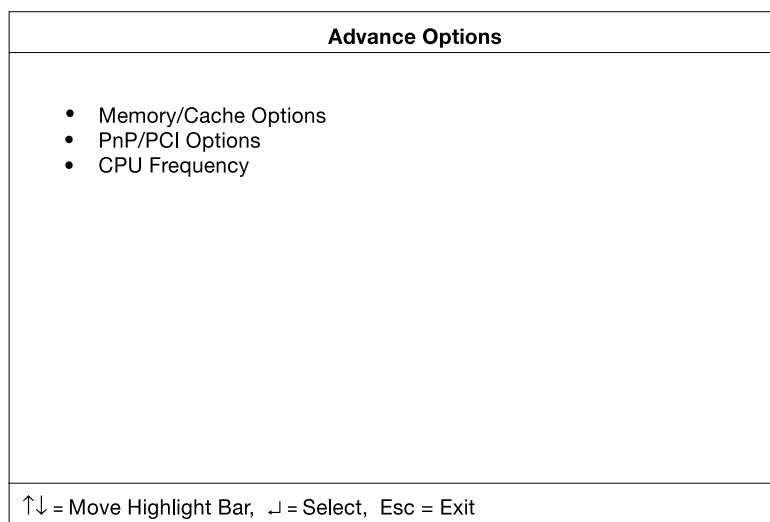 Advance Options
• Memory/Cache Options
• PnP/PCI Options
• CPU Frequency
↑↓ = Move Highlight Bar, ↵ = Select, Esc = Exit